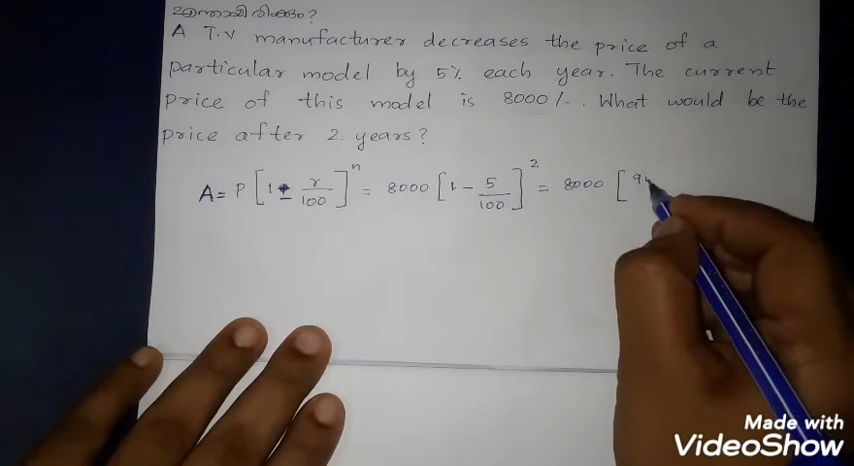 A T.V manufacturer decreases the price of a
particular model by 5% each year. The current
price of this model is 8000/-. What would be the
price after 2 years?
A = P [1 ± r/100]^n = 8000 [1 - 5/100]^2 = 8000 [9
Made with
VideoShow